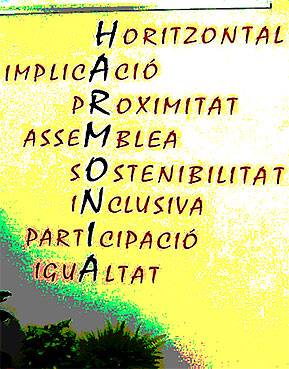 HORITZONTAL
IMPLICACIÓ
PROXIMITAT
ASSEMBLEA
SOSTENIBILITAT
INCLUSIVA
PARTICIPACIÓ
IGUALTAT